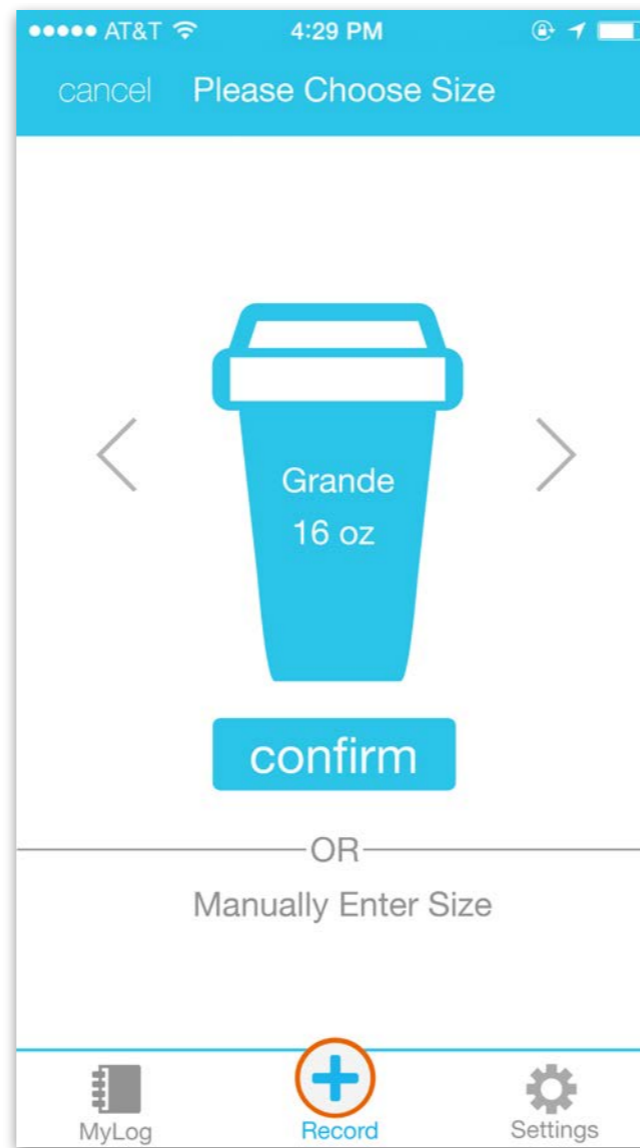 AT&T 4:29 PM
cancel Please Choose Size
Grande
16 oz
confirm
OR
Manually Enter Size
MyLog Record Settings